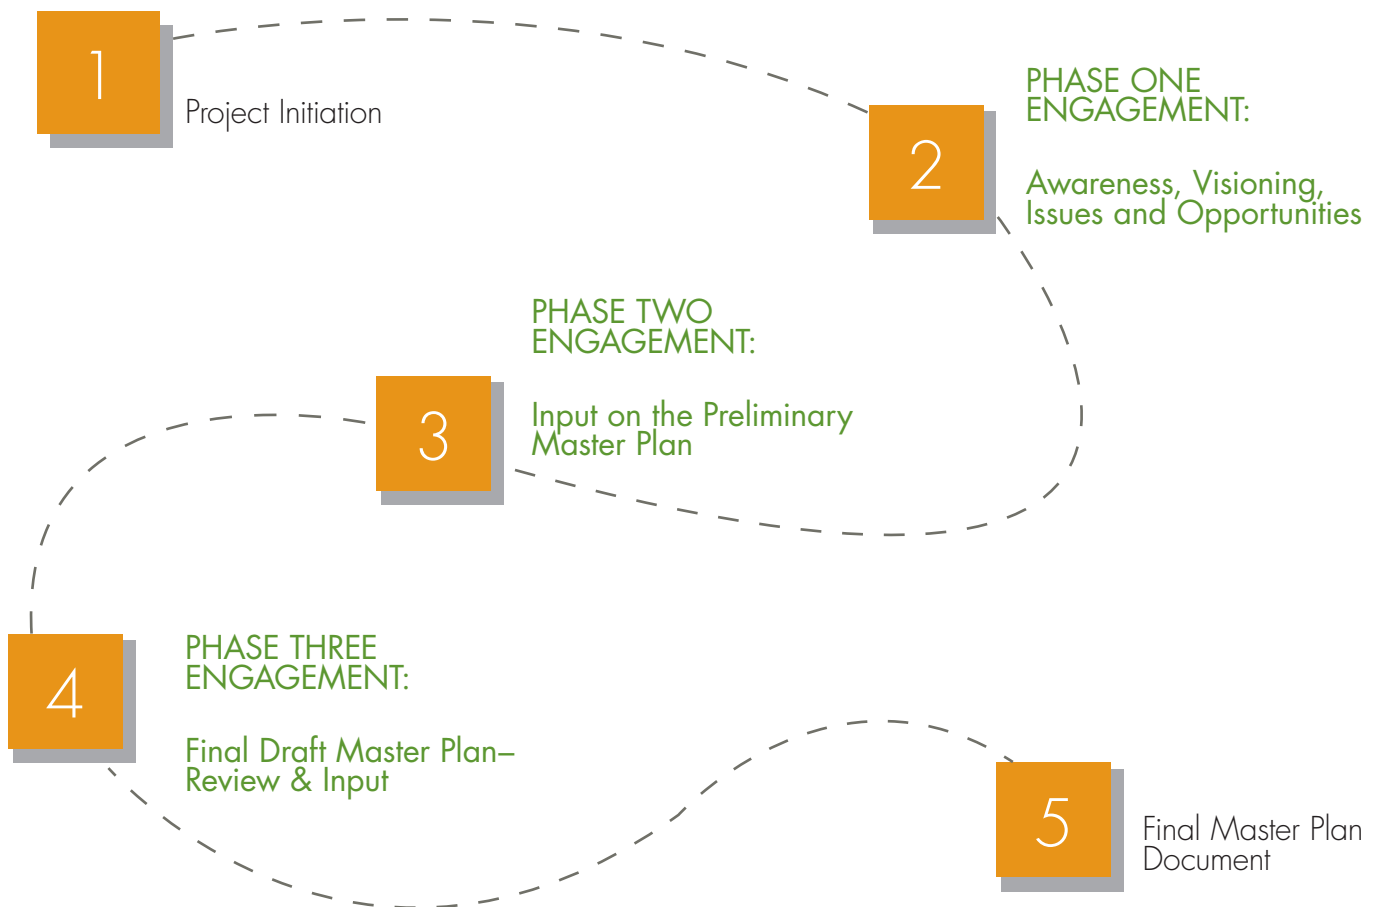 1
Project Initiation
2
PHASE ONE
ENGAGEMENT:
Awareness, Visioning,
Issues and Opportunities
3
PHASE TWO
ENGAGEMENT:
Input on the Preliminary
Master Plan
4
PHASE THREE
ENGAGEMENT:
Final Draft Master Plan–
Review & Input
5
Final Master Plan
Document